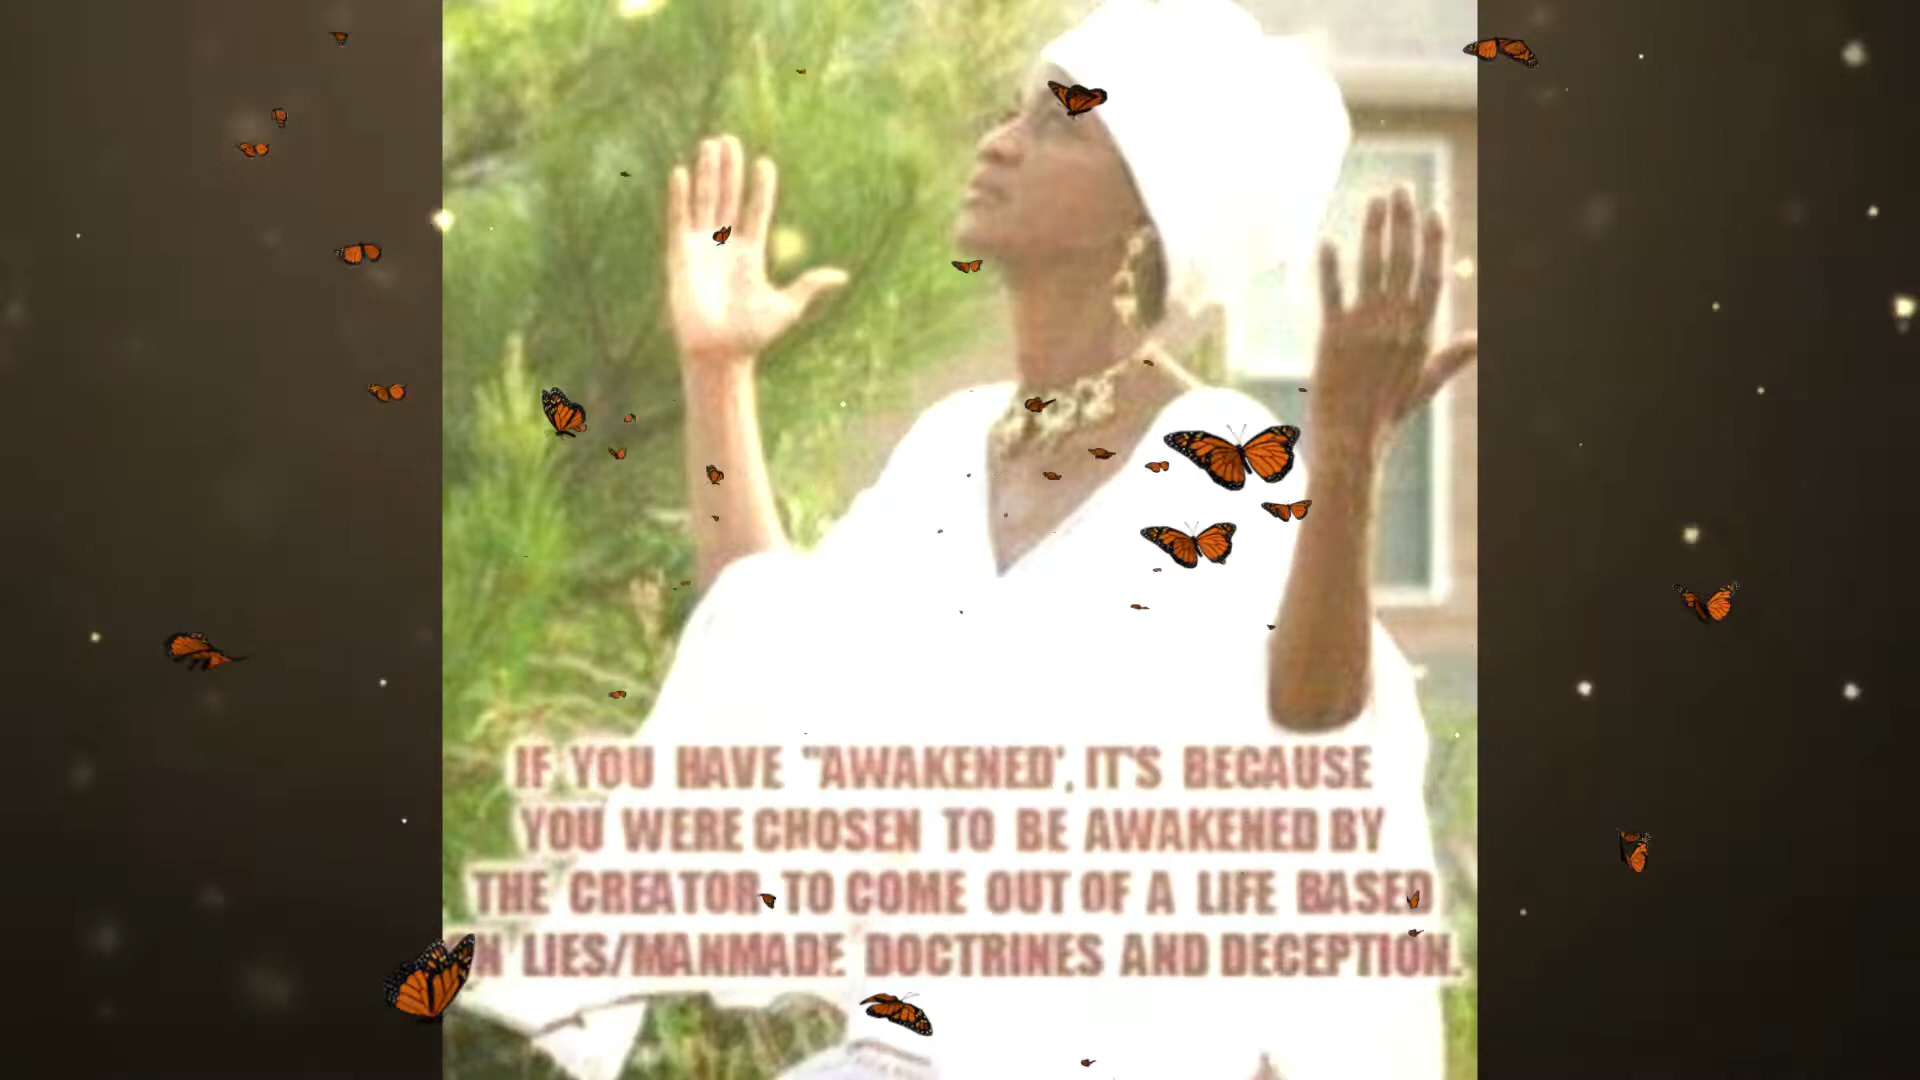 IF YOU HAVE "AWAKENED', IT'S BECAUSE
YOU WERE CHOSEN TO BE AWAKENED BY
THE CREATOR TO COME OUT OF A LIFE BASED
ON LIES/MANMADE DOCTRINES AND DECEPTION.